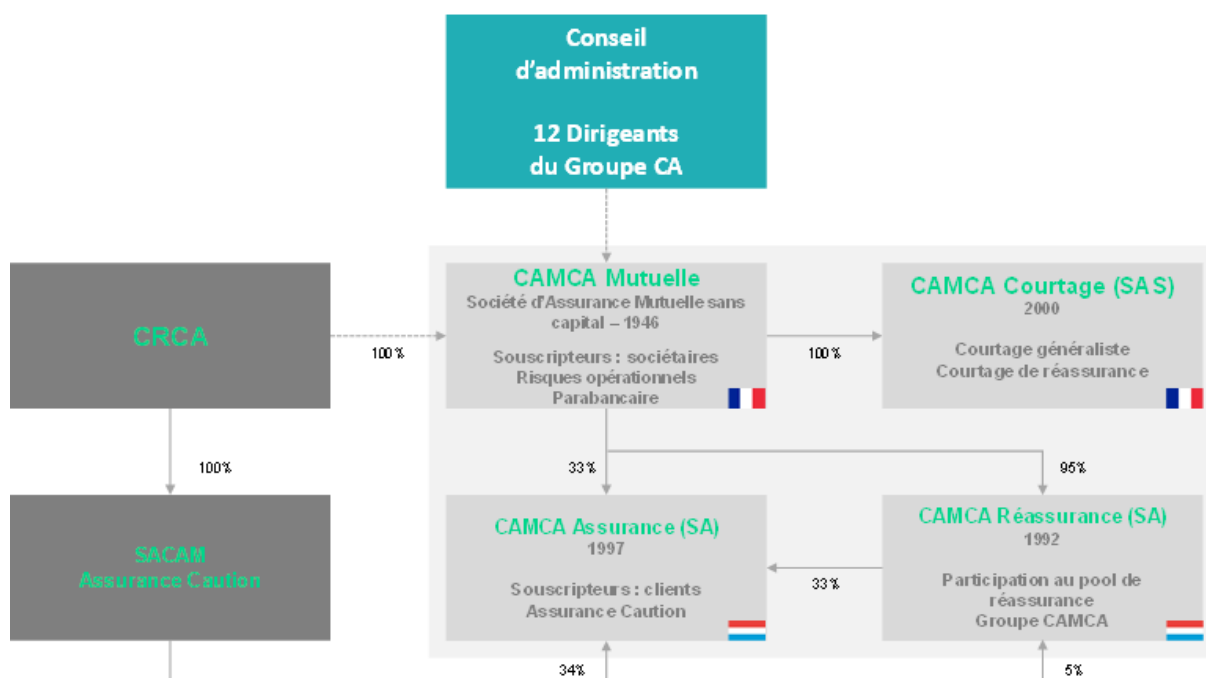 Conseil
d'administration
12 Dirigeants
du Groupe CA
CRCA
100%
CAMCA Mutuelle
Société d'Assurance Mutuelle sans
capital – 1946
Souscripteurs : sociétaires
Risques opérationnels
Parabancaire
100%
CAMCA Courtage (SAS)
2000
Courtage généraliste
Courtage de réassurance
100%
33%
95%
SACAM
Assurance Caution
CAMCA Assurance (SA)
1997
Souscripteurs : clients
Assurance Caution
33%
CAMCA Réassurance (SA)
1992
Participation au pool de
réassurance
Groupe CAMCA
34%
5%